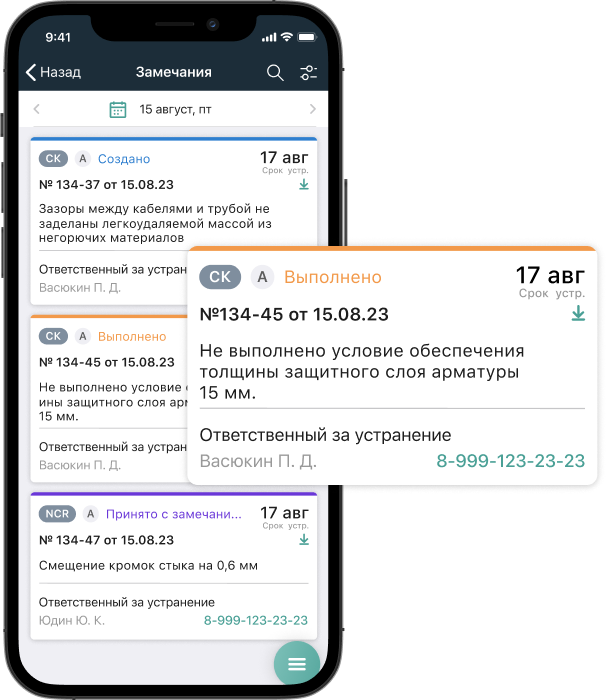 9:41
Назад
Замечания
15 август, пт
СК А Создано 17 авг
Срок устр.
№ 134-37 от 15.08.23
Зазоры между кабелями и трубой не
заделаны легкоудаляемой массой из
негорючих материалов
Ответственный за устран
Васюкин П. Д.
СК А Выполнено
№ 134-45 от 15.08.23
Не выполнено условие
ины защитного слоя арм
15 мм.
Ответственный за устран
Васюкин П. Д.
СК А Выполнено 17 авг
Срок устр.
№134-45 от 15.08.23
Не выполнено условие обеспечения
толщины защитного слоя арматуры
15 мм.
Ответственный за устранение
Васюкин П. Д. 8-999-123-23-23
NCR А Принято с замечани... 17 авг
Срок устр.
№ 134-47 от 15.08.23
Смещение кромок стыка на 0,6 мм
Ответственный за устранение
Юдин Ю. К. 8-999-123-23-23